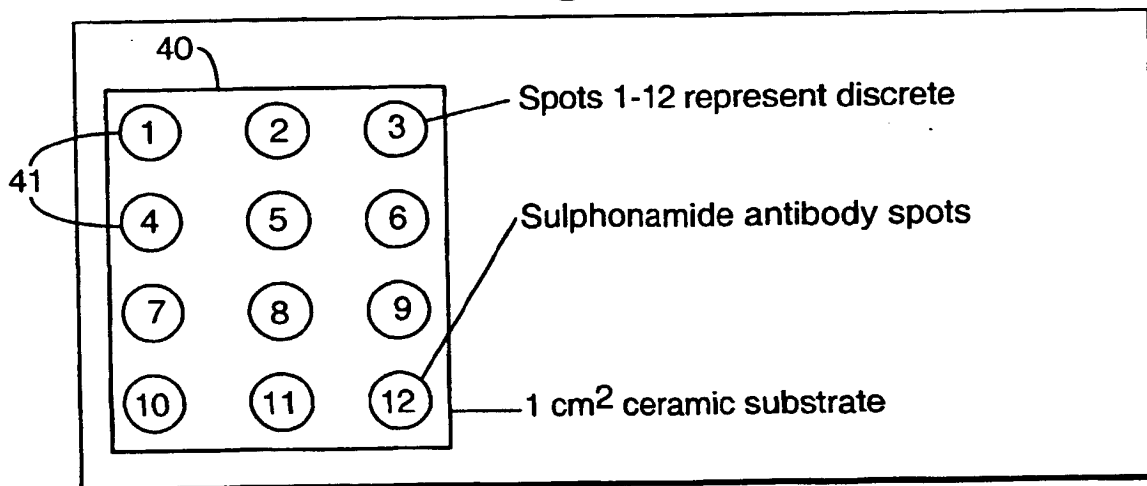 40
1 2 3 Spots 1-12 represent discrete
41
4 5 6 Sulphonamide antibody spots
7 8 9
10 11 12 1 cm2 ceramic substrate